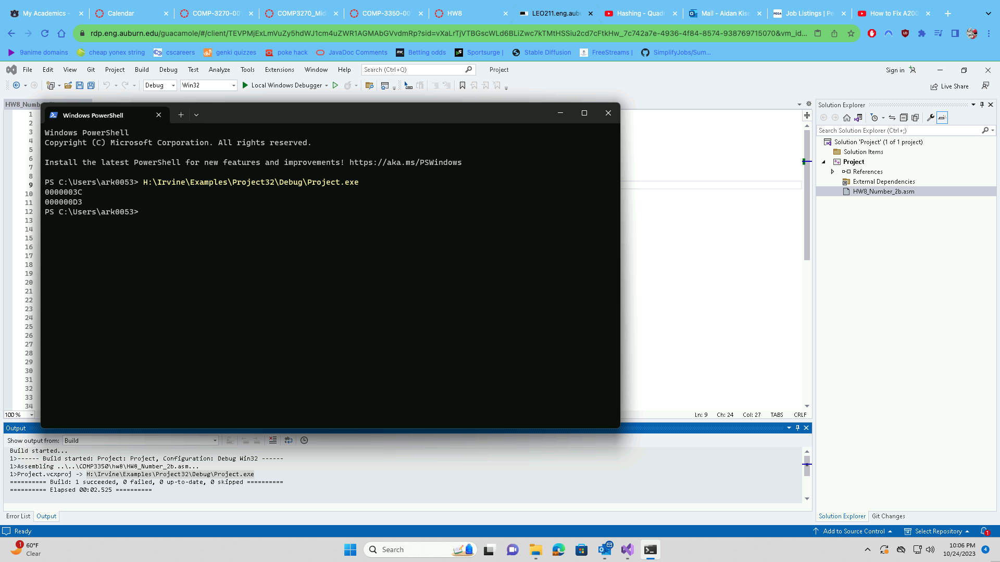 My Academics -
Calendar
COMP-3270-001
COMP3270_Mid
COMP-3350-00
HW8
LEO211.eng.aubu
Hashing - Quad
Mail - Aidan Kise
Job Listings | Pe
How to Fix A200
rdp.eng.auburn.edu/guacamole/#/client/TEVPMjExLmVuZy5hdWJ1cm4uZWR1AGMAbGVvdmRp?sid=vXaLrTjVTBGscWLd6BLiZwc7kTMtHSSiu2cd7cFtkHw_7c742a7e-4936-4f84-8574-938769715070&vm_id...
9anime domains
cheap yonex string
cscareers
genki quizzes
poke hack
JavaDoc Comments
Betting odds
Sportsurge |
Stable Diffusion
FreeStreams |
SimplifyJobs/Sum...
File Edit View Git Project Build Debug Test Analyze Tools Extensions Window Help Search (Ctrl+Q) Project Sign in
Debug Win32 Local Windows Debugger Live Share
HW8_Numb
Windows PowerShell
Windows PowerShell
Copyright (C) Microsoft Corporation. All rights reserved.
Install the latest PowerShell for new features and improvements! https://aka.ms/PSWindows
PS C:\Users\ark0053> H:\Irvine\Examples\Project32\Debug\Project.exe
0000003C
000000D3
PS C:\Users\ark0053>
1
2
3
4
5
6
7
8
9
10
11
12
13
14
15
16
17
18
19
20
21
22
23
24
25
26
27
28
29
30
31
32
33
34
100 %
Ln: 9 Ch: 24 Col: 27 TABS CRLF
Solution Explorer
Search Solution Explorer (Ctrl+;)
Solution 'Project' (1 of 1 project)
Solution Items
Project
References
External Dependencies
HW8_Number_2b.asm
Output
Show output from: Build
Build started...
1>------ Build started: Project: Project, Configuration: Debug Win32 ------
1>Assembling ..\..\COMP3350\hw8\HW8_Number_2b.asm...
1>Project.vcxproj -> H:\Irvine\Examples\Project32\Debug\Project.exe
========== Build: 1 succeeded, 0 failed, 0 up-to-date, 0 skipped ==========
========== Elapsed 00:02.525 ==========
Error List Output
Solution Explorer Git Changes
Ready
Add to Source Control Select Repository 1
1
60°F
Clear
Search
10:06 PM
10/24/2023
4